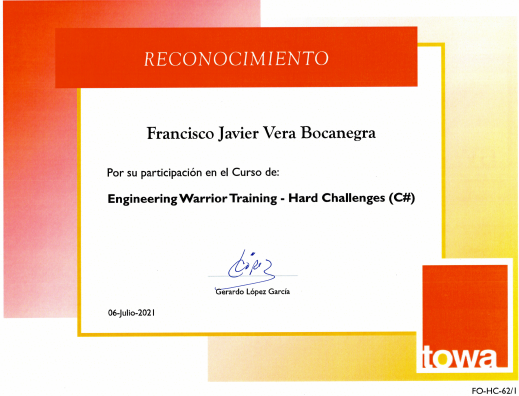 RECONOCIMIENTO
Francisco Javier Vera Bocanegra
Por su participación en el Curso de:
Engineering Warrior Training - Hard Challenges (C#)
López
Gerardo López García
06-Julio-2021
towa
FO-HC-62/1